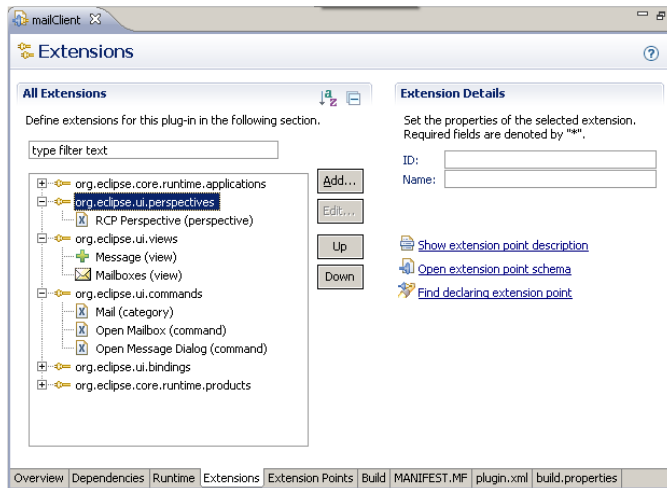 mailClient
Extensions
All Extensions
Define extensions for this plug-in in the following section.
type filter text
org.eclipse.core.runtime.applications
org.eclipse.ui.perspectives
RCP Perspective (perspective)
org.eclipse.ui.views
Message (view)
Mailboxes (view)
org.eclipse.ui.commands
Mail (category)
Open Mailbox (command)
Open Message Dialog (command)
org.eclipse.ui.bindings
org.eclipse.core.runtime.products
Add...
Edit...
Up
Down
Extension Details
Set the properties of the selected extension.
Required fields are denoted by "*".
ID:
Name:
Show extension point description
Open extension point schema
Find declaring extension point
Overview Dependencies Runtime Extensions Extension Points Build MANIFEST.MF plugin.xml build.properties